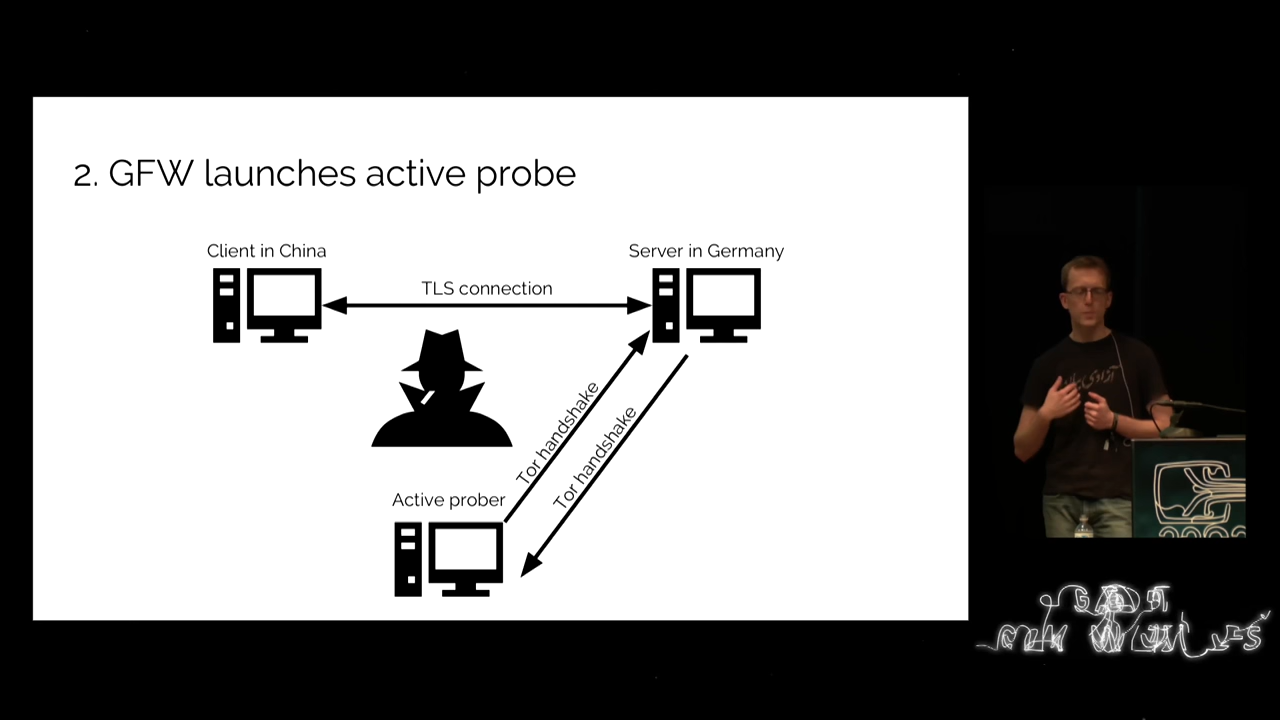 2. GFW launches active probe
Client in China
Server in Germany
TLS connection
Tor handshake
Tor handshake
Active prober